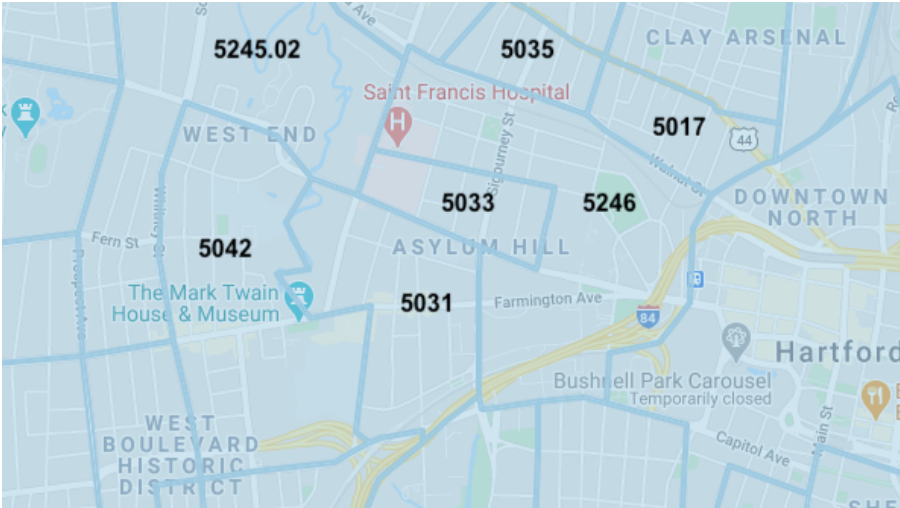 Ave
5245.02
5035
CLAY ARSENAL
Saint Francis Hospital
H
WEST END
Sigourney St
5017
44
Walnut St
5033
5246
DOWNTOWN
NORTH
Whitney St
Fern St
5042
ASYLUM HILL
Prospect Ave
The Mark Twain
House & Museum
5031
Farmington Ave
84
Hartford
Bushnell Park Carousel
Temporarily closed
WEST
BOULEVARD
HISTORIC
DISTRICT
Capitol Ave
Main St